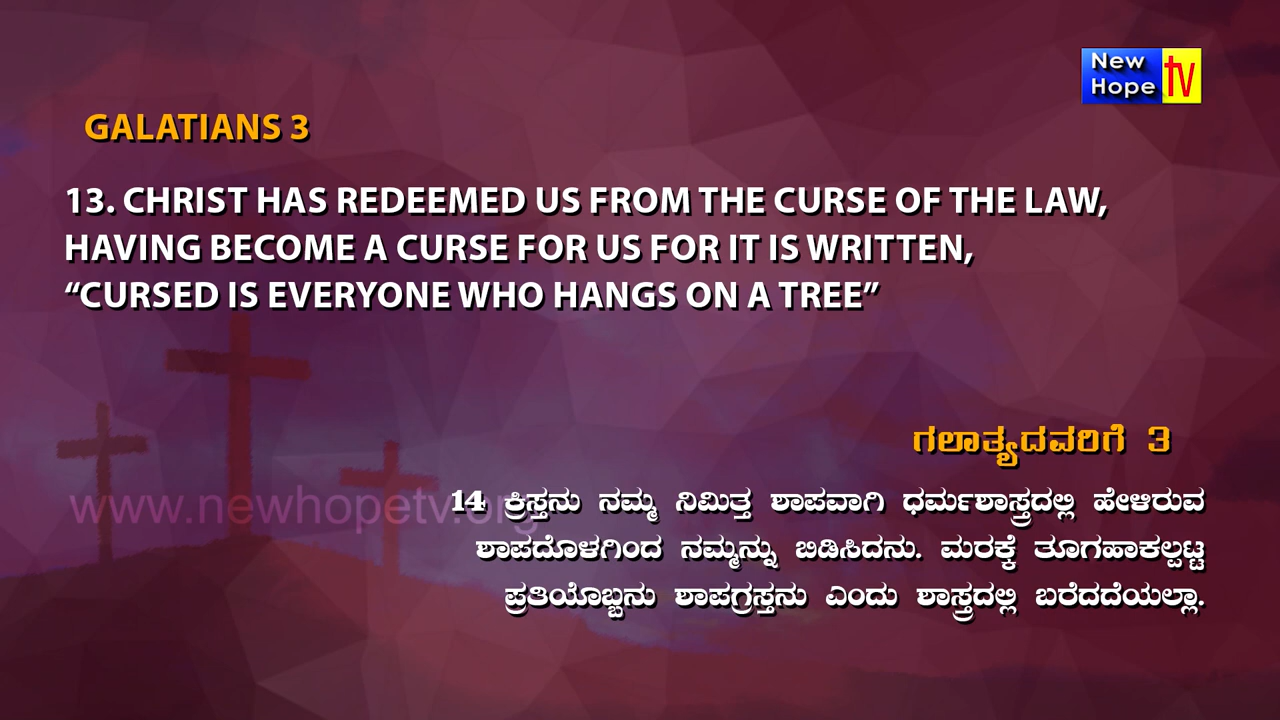 New
Hope
tv
GALATIANS 3
13. CHRIST HAS REDEEMED US FROM THE CURSE OF THE LAW,
HAVING BECOME A CURSE FOR US FOR IT IS WRITTEN,
“CURSED IS EVERYONE WHO HANGS ON A TREE”
ಗಲಾತ್ಯದವರಿಗೆ 3
14 ಕ್ರಿಸ್ತನು ನಮ್ಮ ನಿಮಿತ್ತ ಶಾಪವಾಗಿ ಧರ್ಮಶಾಸ್ತ್ರದಲ್ಲಿ ಹೇಳಿರುವ
ಶಾಪದೊಳಗಿಂದ ನಮ್ಮನ್ನು ಬಿಡಿಸಿದನು. ಮರಕ್ಕೆ ತೂಗಹಾಕಲ್ಪಟ್ಟ
ಪ್ರತಿಯೊಬ್ಬನು ಶಾಪಗ್ರಸ್ತನು ಎಂದು ಶಾಸ್ತ್ರದಲ್ಲಿ ಬರೆದದೆಯಲ್ಲಾ.
www.newhopetv.org